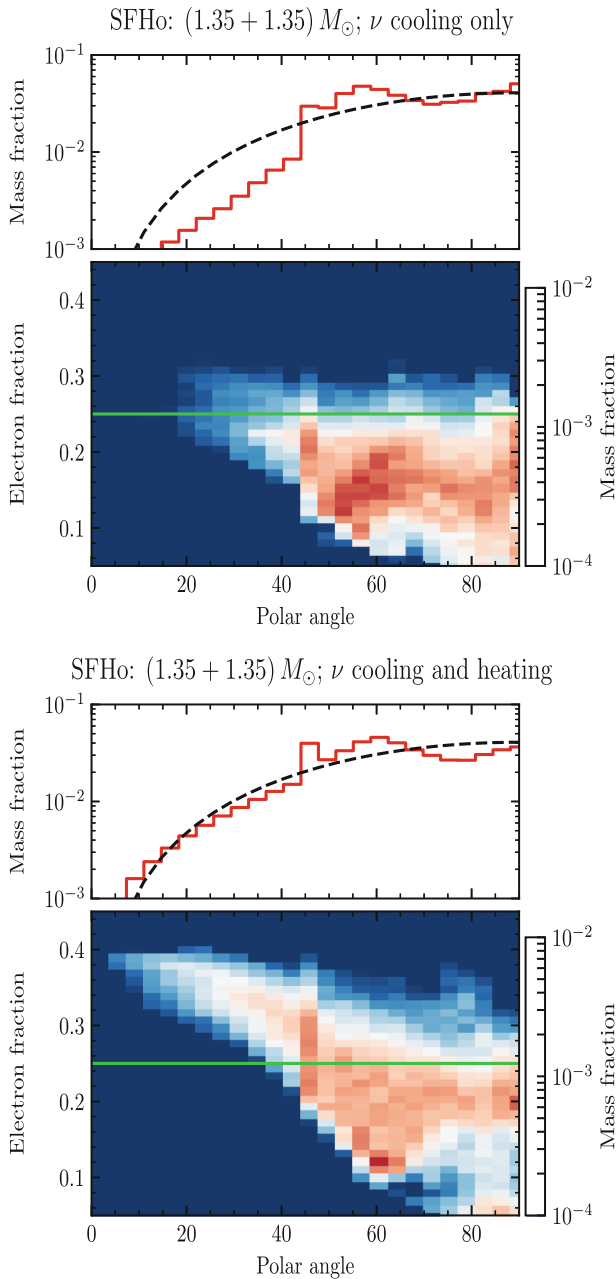 SFHo: (1.35 + 1.35) M⊙; ν cooling only
10⁻¹
10⁻²
10⁻³
Mass fraction
0.4
0.3
0.2
0.1
Electron fraction
0 20 40 60 80
Polar angle
10⁻²
10⁻³
10⁻⁴
Mass fraction
SFHo: (1.35 + 1.35) M⊙; ν cooling and heating
10⁻¹
10⁻²
10⁻³
Mass fraction
0.4
0.3
0.2
0.1
Electron fraction
0 20 40 60 80
Polar angle
10⁻²
10⁻³
10⁻⁴
Mass fraction